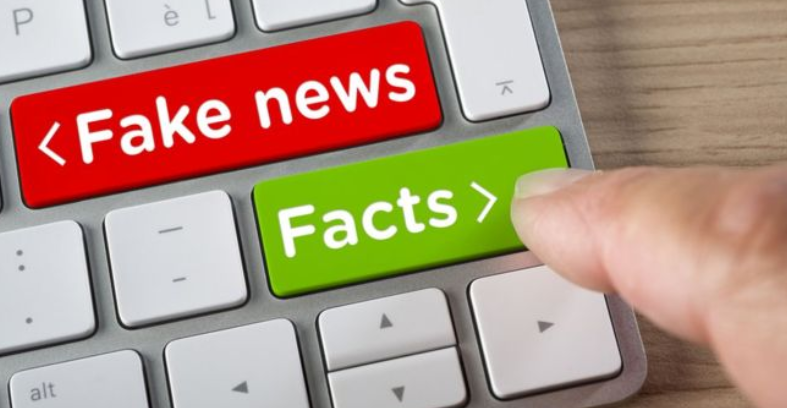 P
è
[
< Fake news
Facts >
:
.
—
-
alt